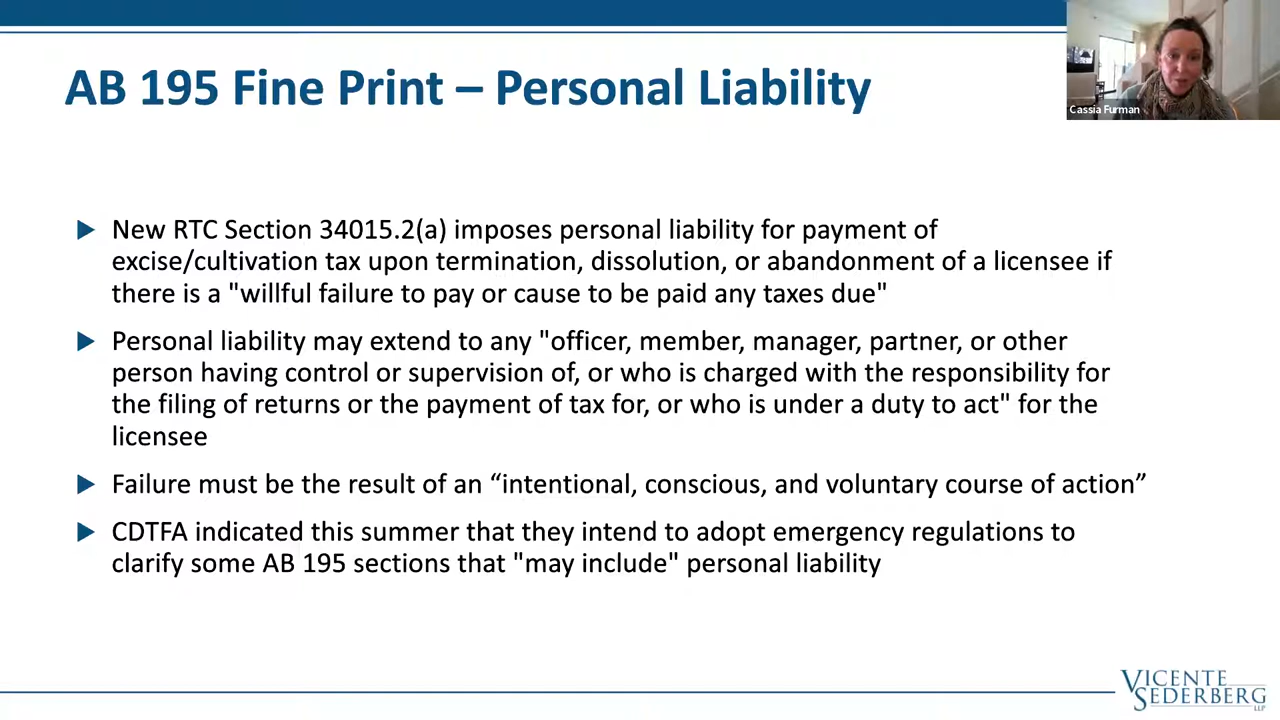 AB 195 Fine Print – Personal Liability
Cassia Furman
▶ New RTC Section 34015.2(a) imposes personal liability for payment of
excise/cultivation tax upon termination, dissolution, or abandonment of a licensee if
there is a "willful failure to pay or cause to be paid any taxes due"
▶ Personal liability may extend to any "officer, member, manager, partner, or other
person having control or supervision of, or who is charged with the responsibility for
the filing of returns or the payment of tax for, or who is under a duty to act" for the
licensee
▶ Failure must be the result of an “intentional, conscious, and voluntary course of action”
▶ CDTFA indicated this summer that they intend to adopt emergency regulations to
clarify some AB 195 sections that "may include" personal liability
VICENTE
SEDERBERG
LLP